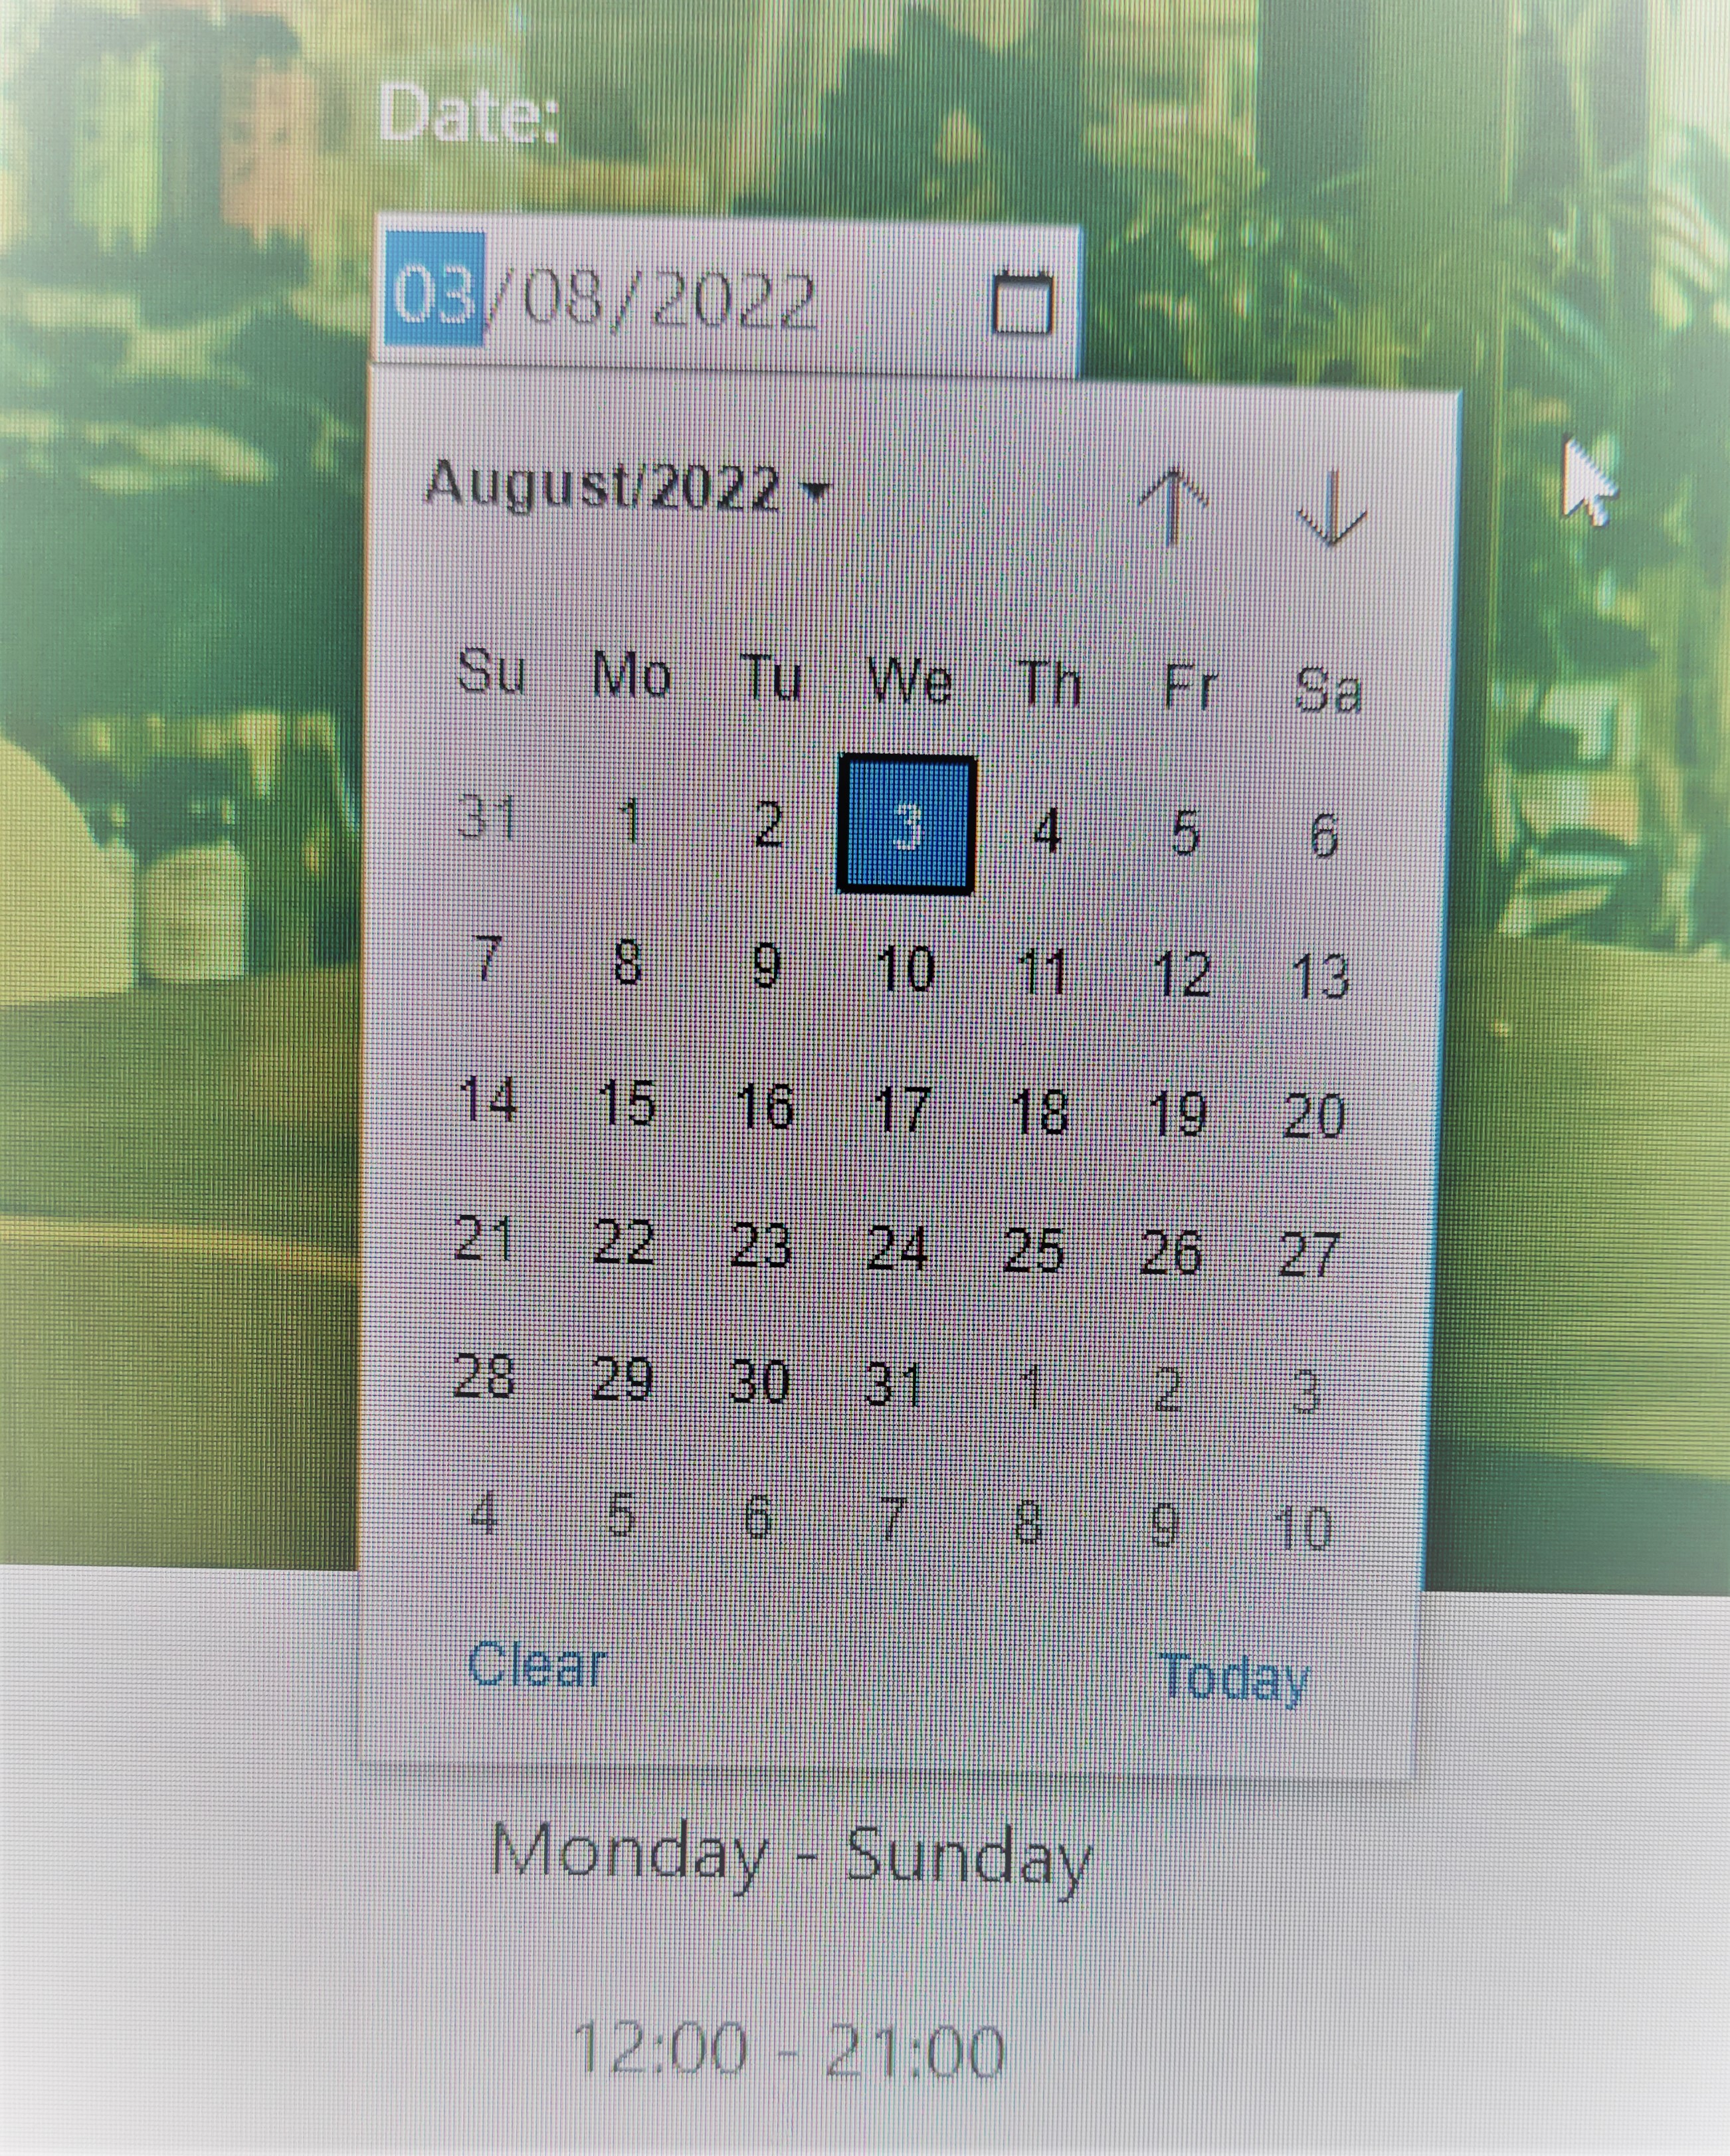 Date:
03/08/2022
August/2022
Su Mo Tu We Th Fr Sa
31 1 2 3 4 5 6
7 8 9 10 11 12 13
14 15 16 17 18 19 20
21 22 23 24 25 26 27
28 29 30 31 1 2 3
4 5 6 7 8 9 10
Clear Today
Monday - Sunday
12:00 - 21:00